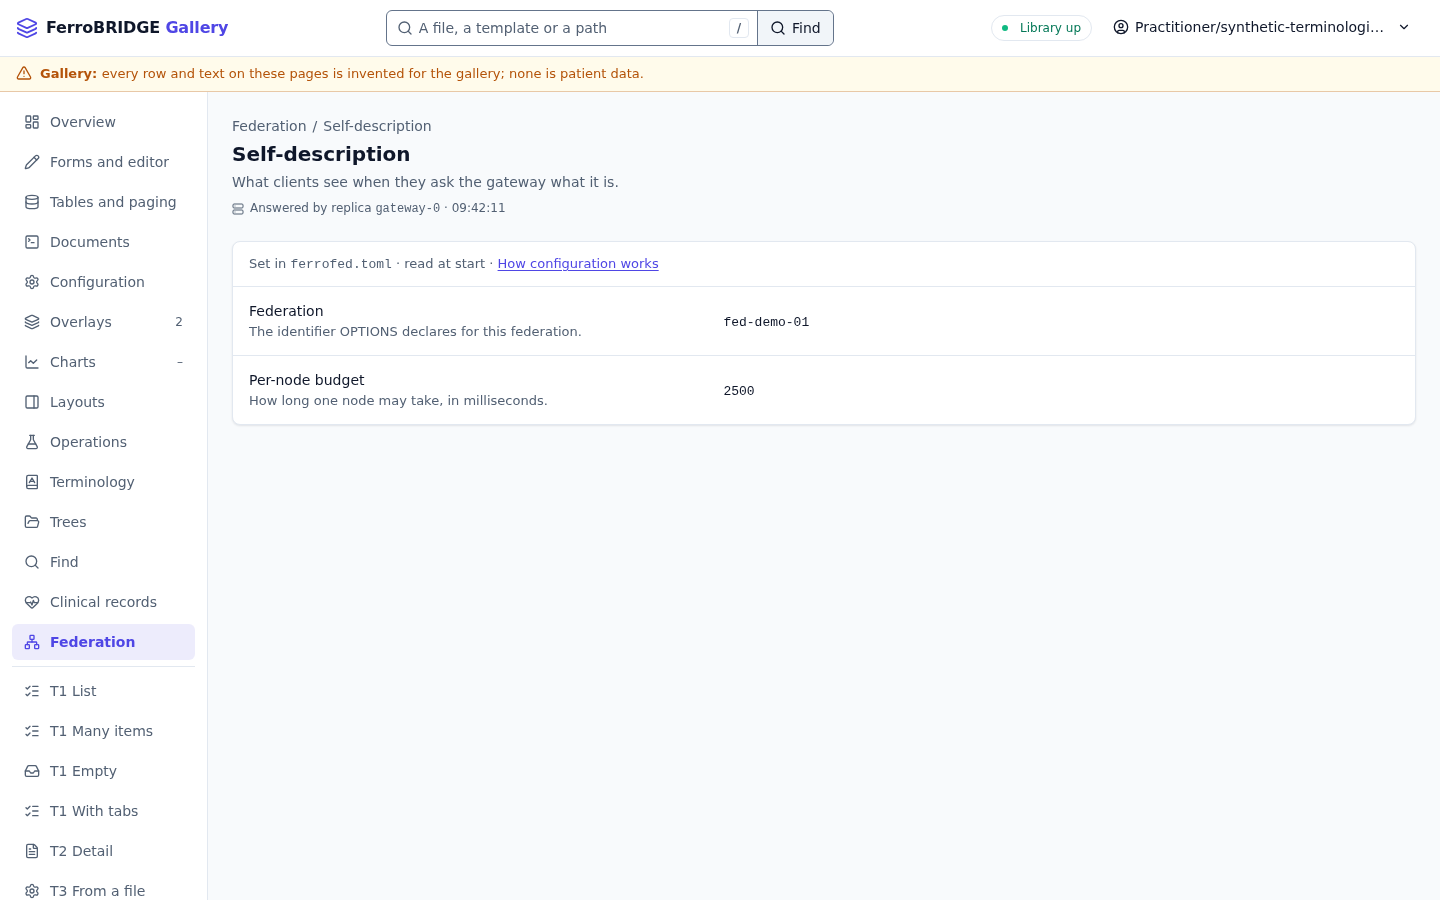 FerroBRIDGE Gallery
A file, a template or a path
/
Find
Library up
Practitioner/synthetic-terminologi…
Gallery: every row and text on these pages is invented for the gallery; none is patient data.
Overview
Forms and editor
Tables and paging
Documents
Configuration
Overlays 2
Charts –
Layouts
Operations
Terminology
Trees
Find
Clinical records
Federation
T1 List
T1 Many items
T1 Empty
T1 With tabs
T2 Detail
T3 From a file
Federation / Self-description
Self-description
What clients see when they ask the gateway what it is.
Answered by replica gateway-0 · 09:42:11
Set in ferrofed.toml · read at start · How configuration works
Federation
The identifier OPTIONS declares for this federation.
fed-demo-01
Per-node budget
How long one node may take, in milliseconds.
2500